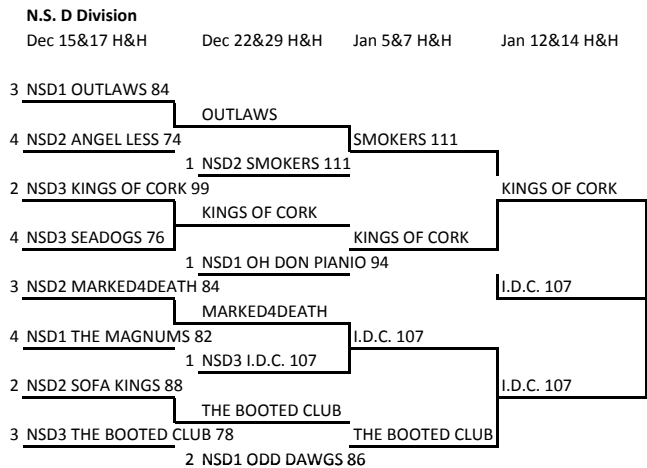 N.S. D Division
Dec 15&17 H&H Dec 22&29 H&H Jan 5&7 H&H Jan 12&14 H&H
3 NSD1 OUTLAWS 84
OUTLAWS
4 NSD2 ANGEL LESS 74 SMOKERS 111
1 NSD2 SMOKERS 111
2 NSD3 KINGS OF CORK 99 KINGS OF CORK
KINGS OF CORK
4 NSD3 SEADOGS 76 KINGS OF CORK
1 NSD1 OH DON PIANIO 94
3 NSD2 MARKED4DEATH 84 I.D.C. 107
MARKED4DEATH
4 NSD1 THE MAGNUMS 82 I.D.C. 107
1 NSD3 I.D.C. 107
2 NSD2 SOFA KINGS 88 I.D.C. 107
THE BOOTED CLUB
3 NSD3 THE BOOTED CLUB 78 THE BOOTED CLUB
2 NSD1 ODD DAWGS 86